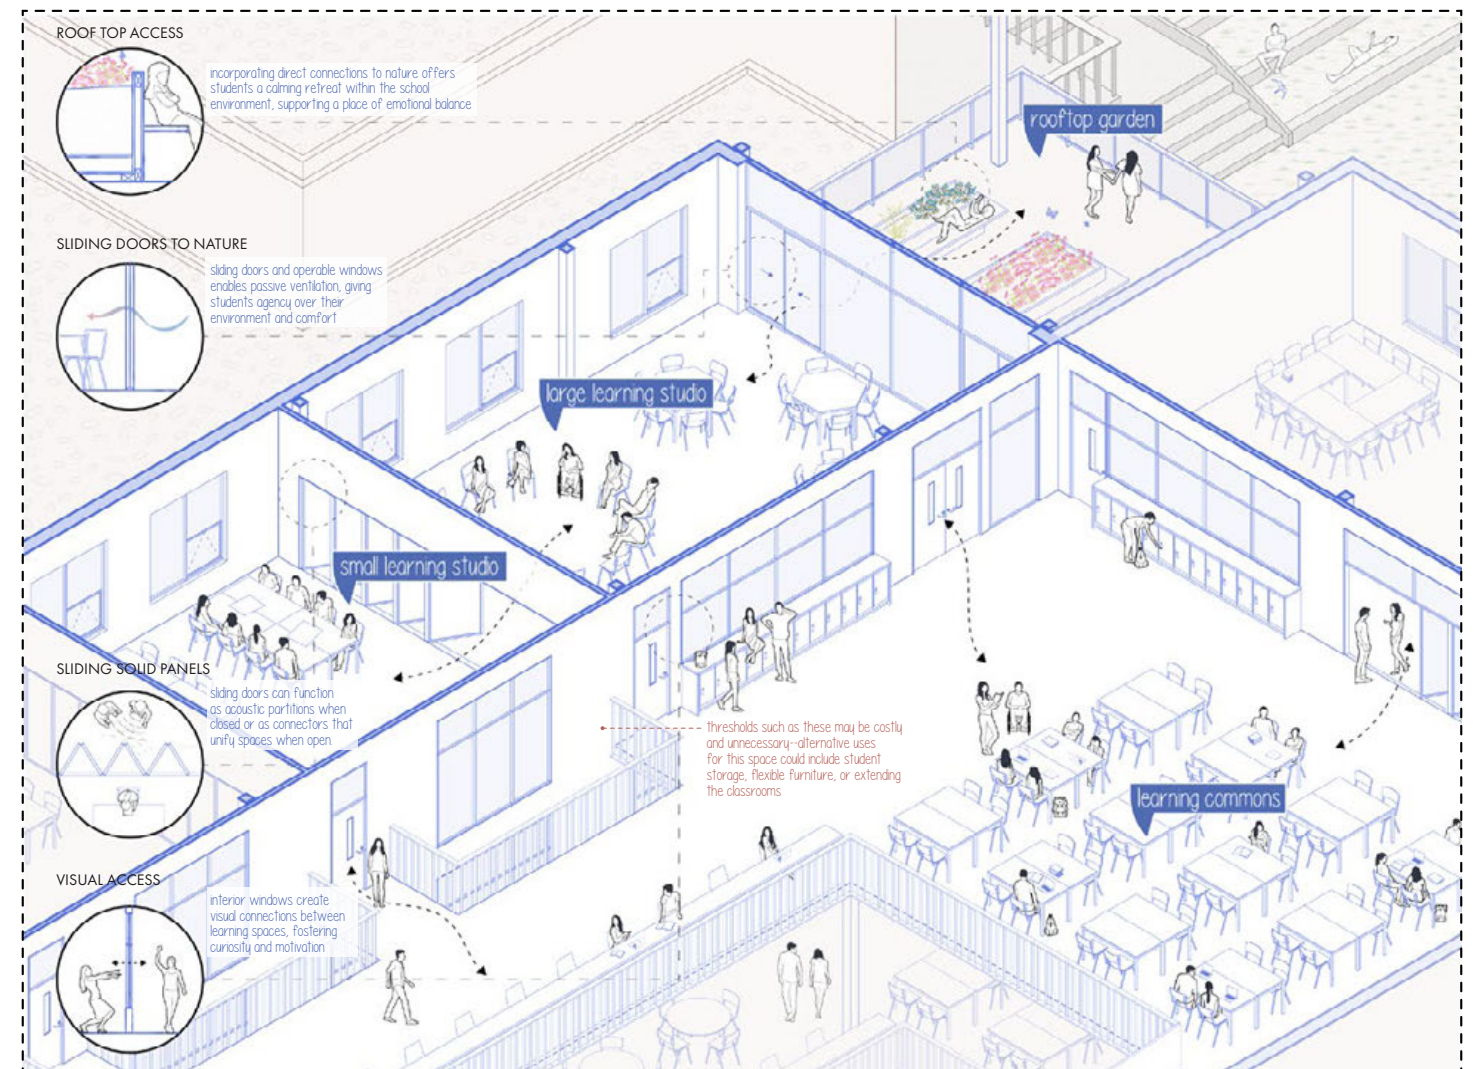 ROOF TOP ACCESS
incorporating direct connections to nature offers
students a calming retreat within the school
environment, supporting a place of emotional balance
rooftop garden
SLIDING DOORS TO NATURE
sliding doors and operable windows
enables passive ventilation, giving
students agency over their
environment and comfort
large learning studio
small learning studio
SLIDING SOLID PANELS
sliding doors can function
as acoustic partitions when
closed or as connectors that
unify spaces when open.
thresholds such as these may be costly
and unnecessary--alternative uses
for this space could include student
storage, flexible furniture, or extending
the classrooms
learning commons
VISUAL ACCESS
interior windows create
visual connections between
learning spaces, fostering
curiosity and motivation